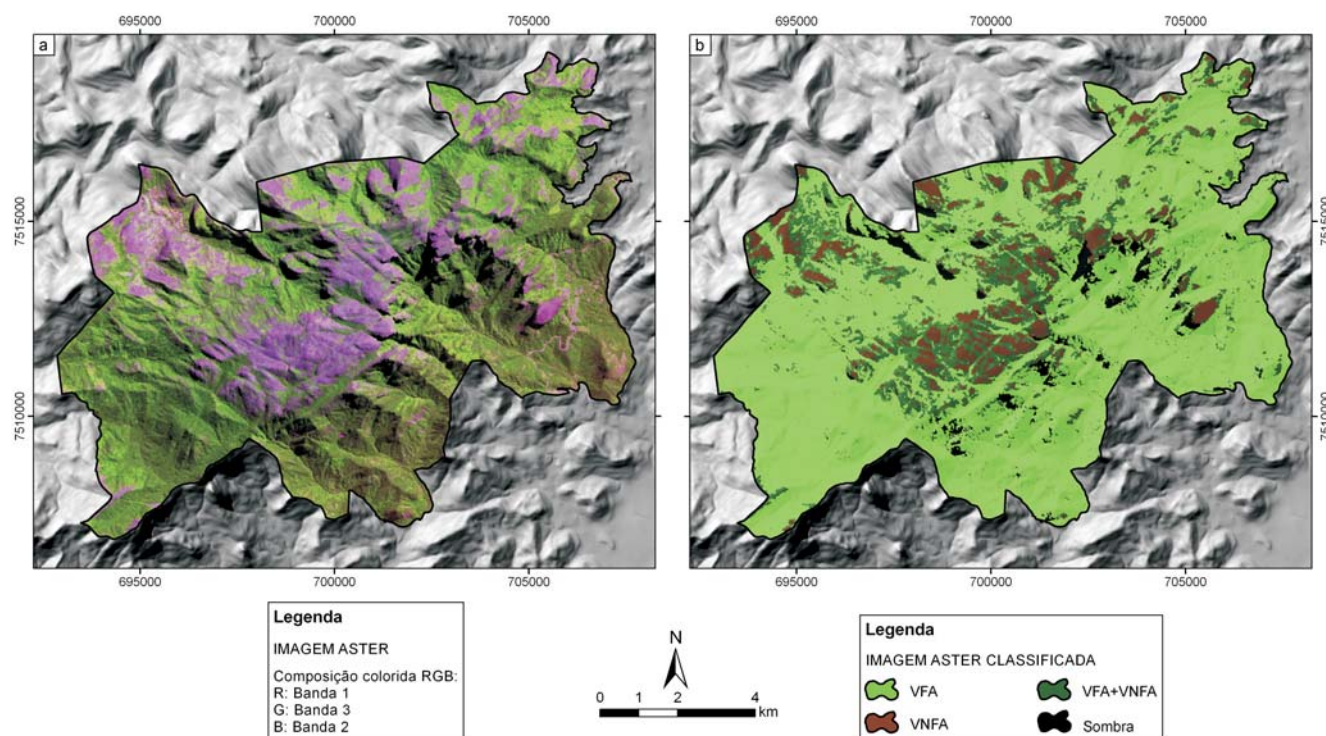 695000
700000
705000
a
7515000
7510000
695000
700000
705000
695000
700000
705000
b
7515000
7510000
695000
700000
705000
Legenda
IMAGEM ASTER
Composição colorida RGB:
R: Banda 1
G: Banda 3
B: Banda 2
N
0 1 2 4
km
Legenda
IMAGEM ASTER CLASSIFICADA
VFA
VFA+VNFA
VNFA
Sombra